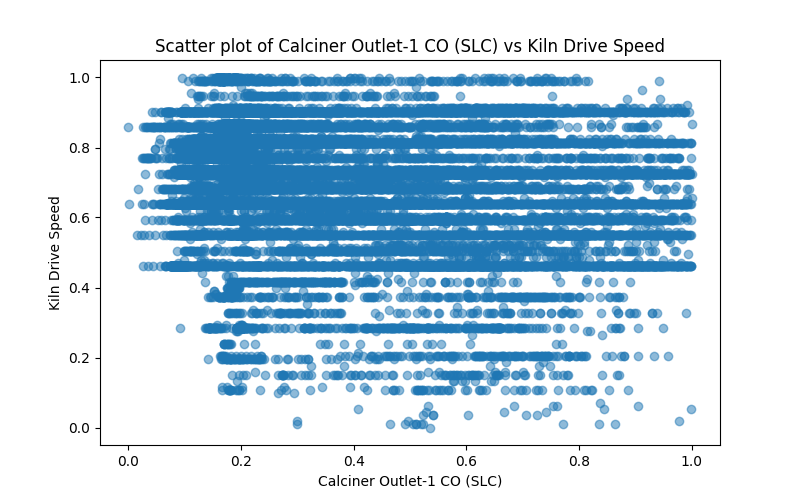 Scatter plot of Calciner Outlet-1 CO (SLC) vs Kiln Drive Speed
1.0
0.8
0.6
0.4
0.2
0.0
Kiln Drive Speed
0.0 0.2 0.4 0.6 0.8 1.0
Calciner Outlet-1 CO (SLC)